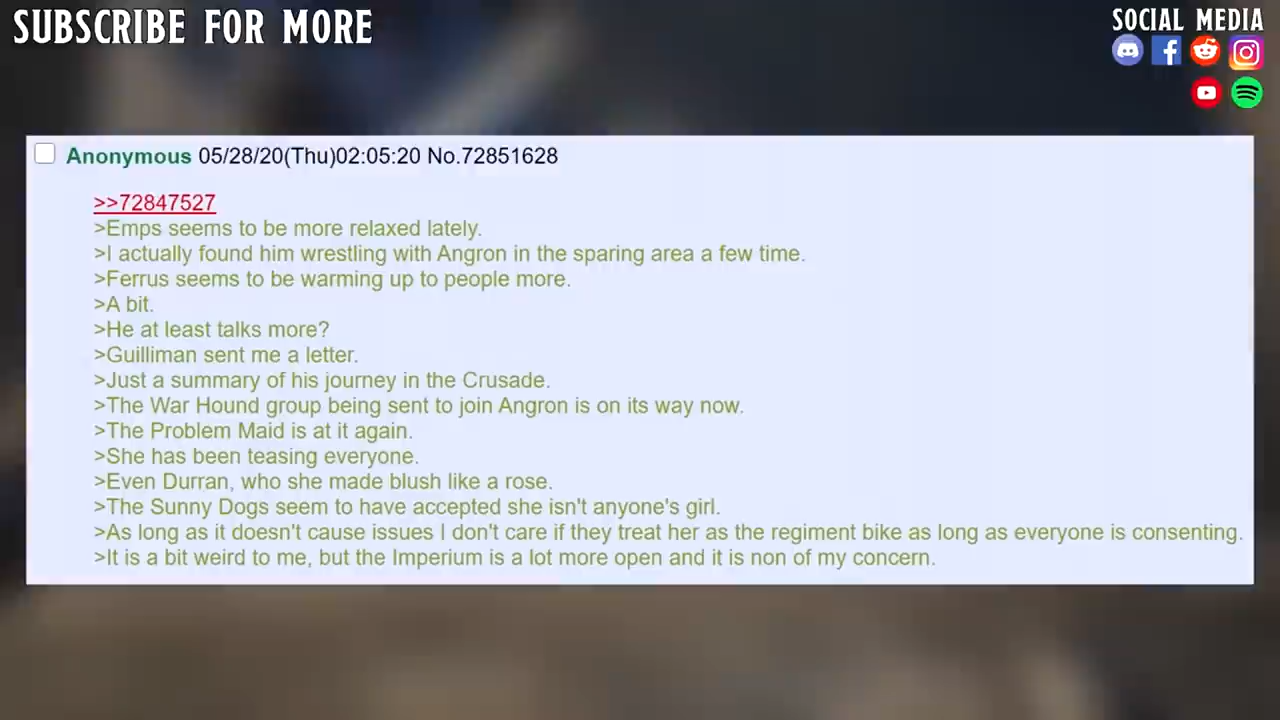 SUBSCRIBE FOR MORE
SOCIAL MEDIA
Anonymous 05/28/20(Thu)02:05:20 No.72851628
>>72847527
>Emps seems to be more relaxed lately.
>I actually found him wrestling with Angron in the sparing area a few time.
>Ferrus seems to be warming up to people more.
>A bit.
>He at least talks more?
>Guilliman sent me a letter.
>Just a summary of his journey in the Crusade.
>The War Hound group being sent to join Angron is on its way now.
>The Problem Maid is at it again.
>She has been teasing everyone.
>Even Durran, who she made blush like a rose.
>The Sunny Dogs seem to have accepted she isn't anyone's girl.
>As long as it doesn't cause issues I don't care if they treat her as the regiment bike as long as everyone is consenting.
>It is a bit weird to me, but the Imperium is a lot more open and it is non of my concern.